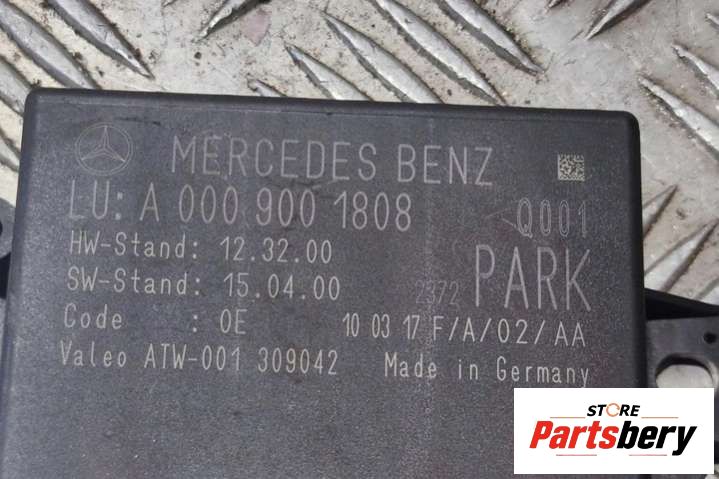 MERCEDES BENZ
LU: A 000 900 1808
Q001
HW-Stand: 12.32.00
SW-Stand: 15.04.00
2372 PARK
Code : 0E
10 03 17 F/A/02/AA
Valeo ATW-001 309042 Made in Germany
STORE
Partsbery